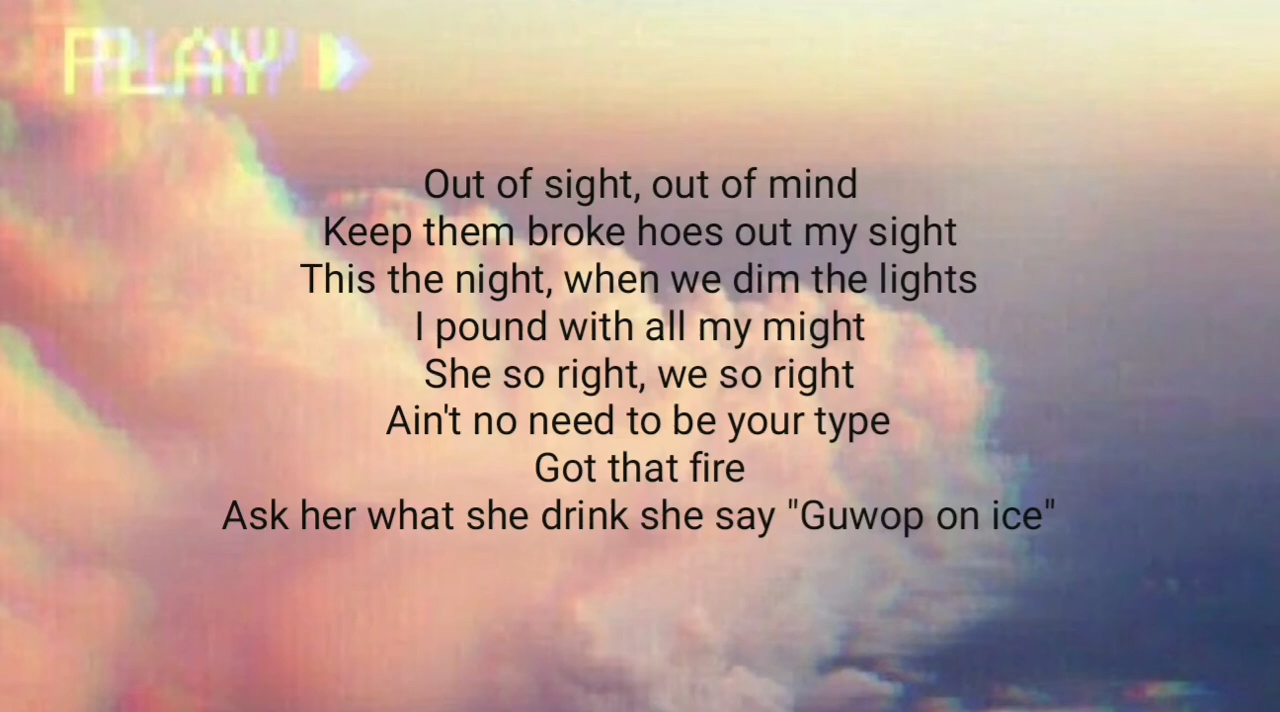 PLAY
Out of sight, out of mind
Keep them broke hoes out my sight
This the night, when we dim the lights
I pound with all my might
She so right, we so right
Ain't no need to be your type
Got that fire
Ask her what she drink she say "Guwop on ice"